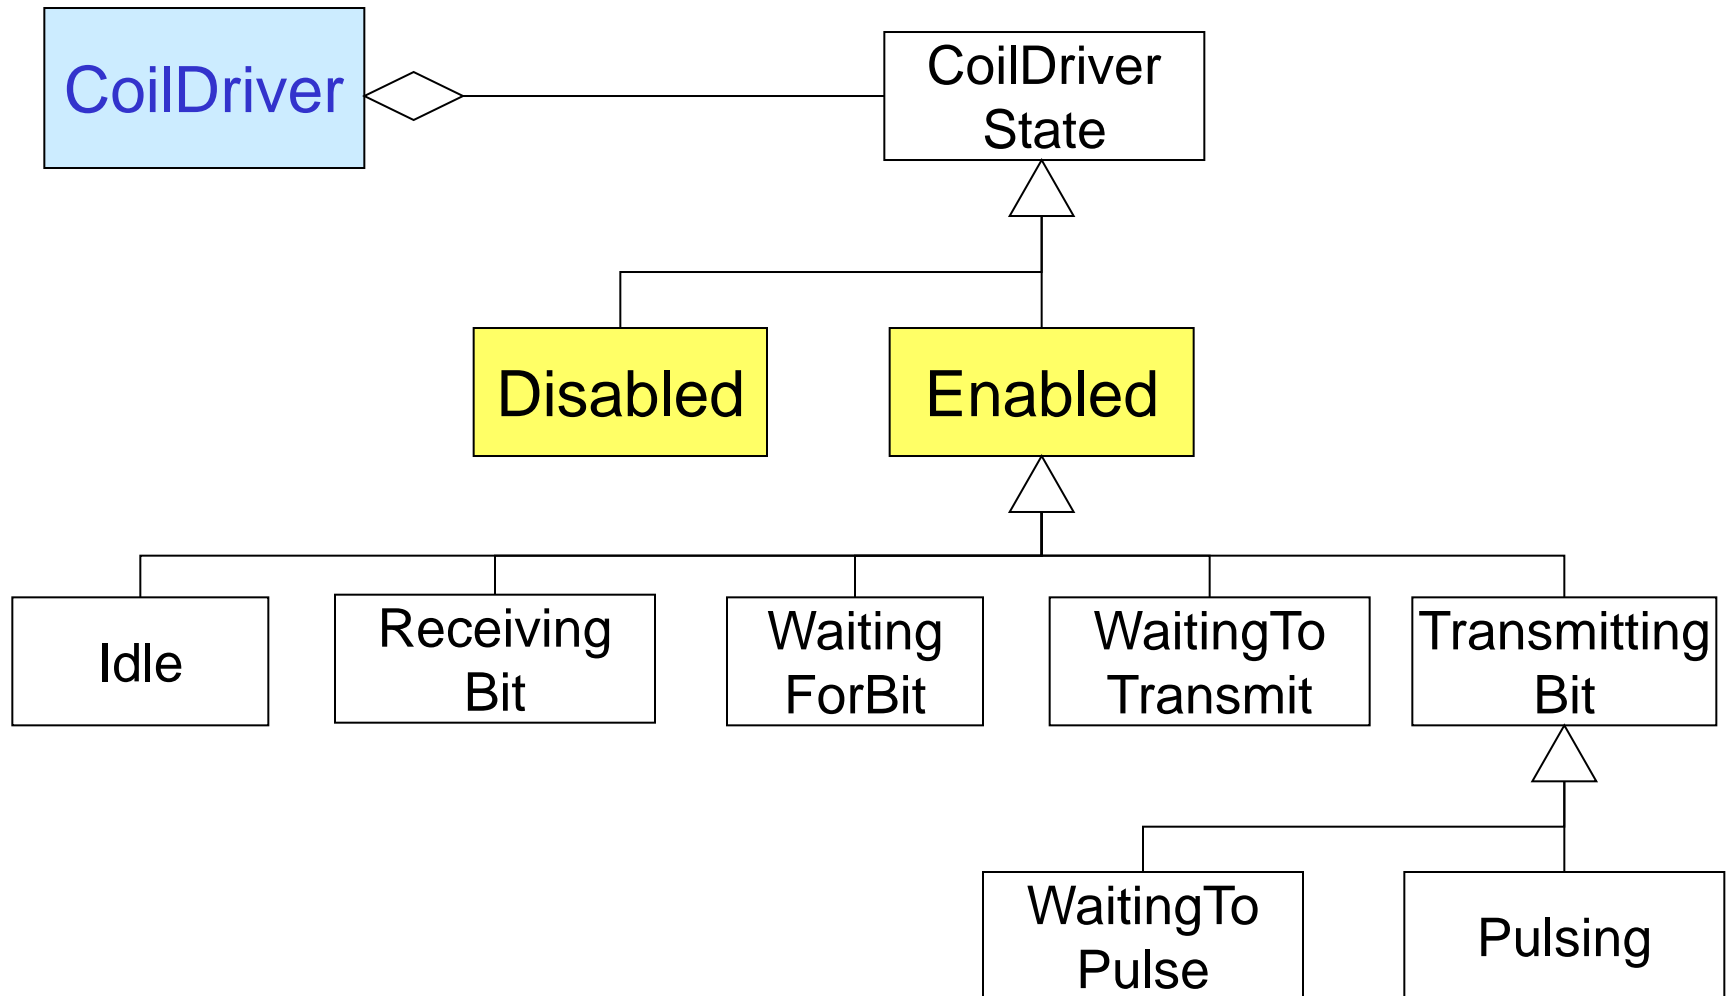 CoilDriver
CoilDriver
State
Disabled
Enabled
Idle
Receiving
Bit
Waiting
ForBit
WaitingTo
Transmit
Transmitting
Bit
WaitingTo
Pulse
Pulsing